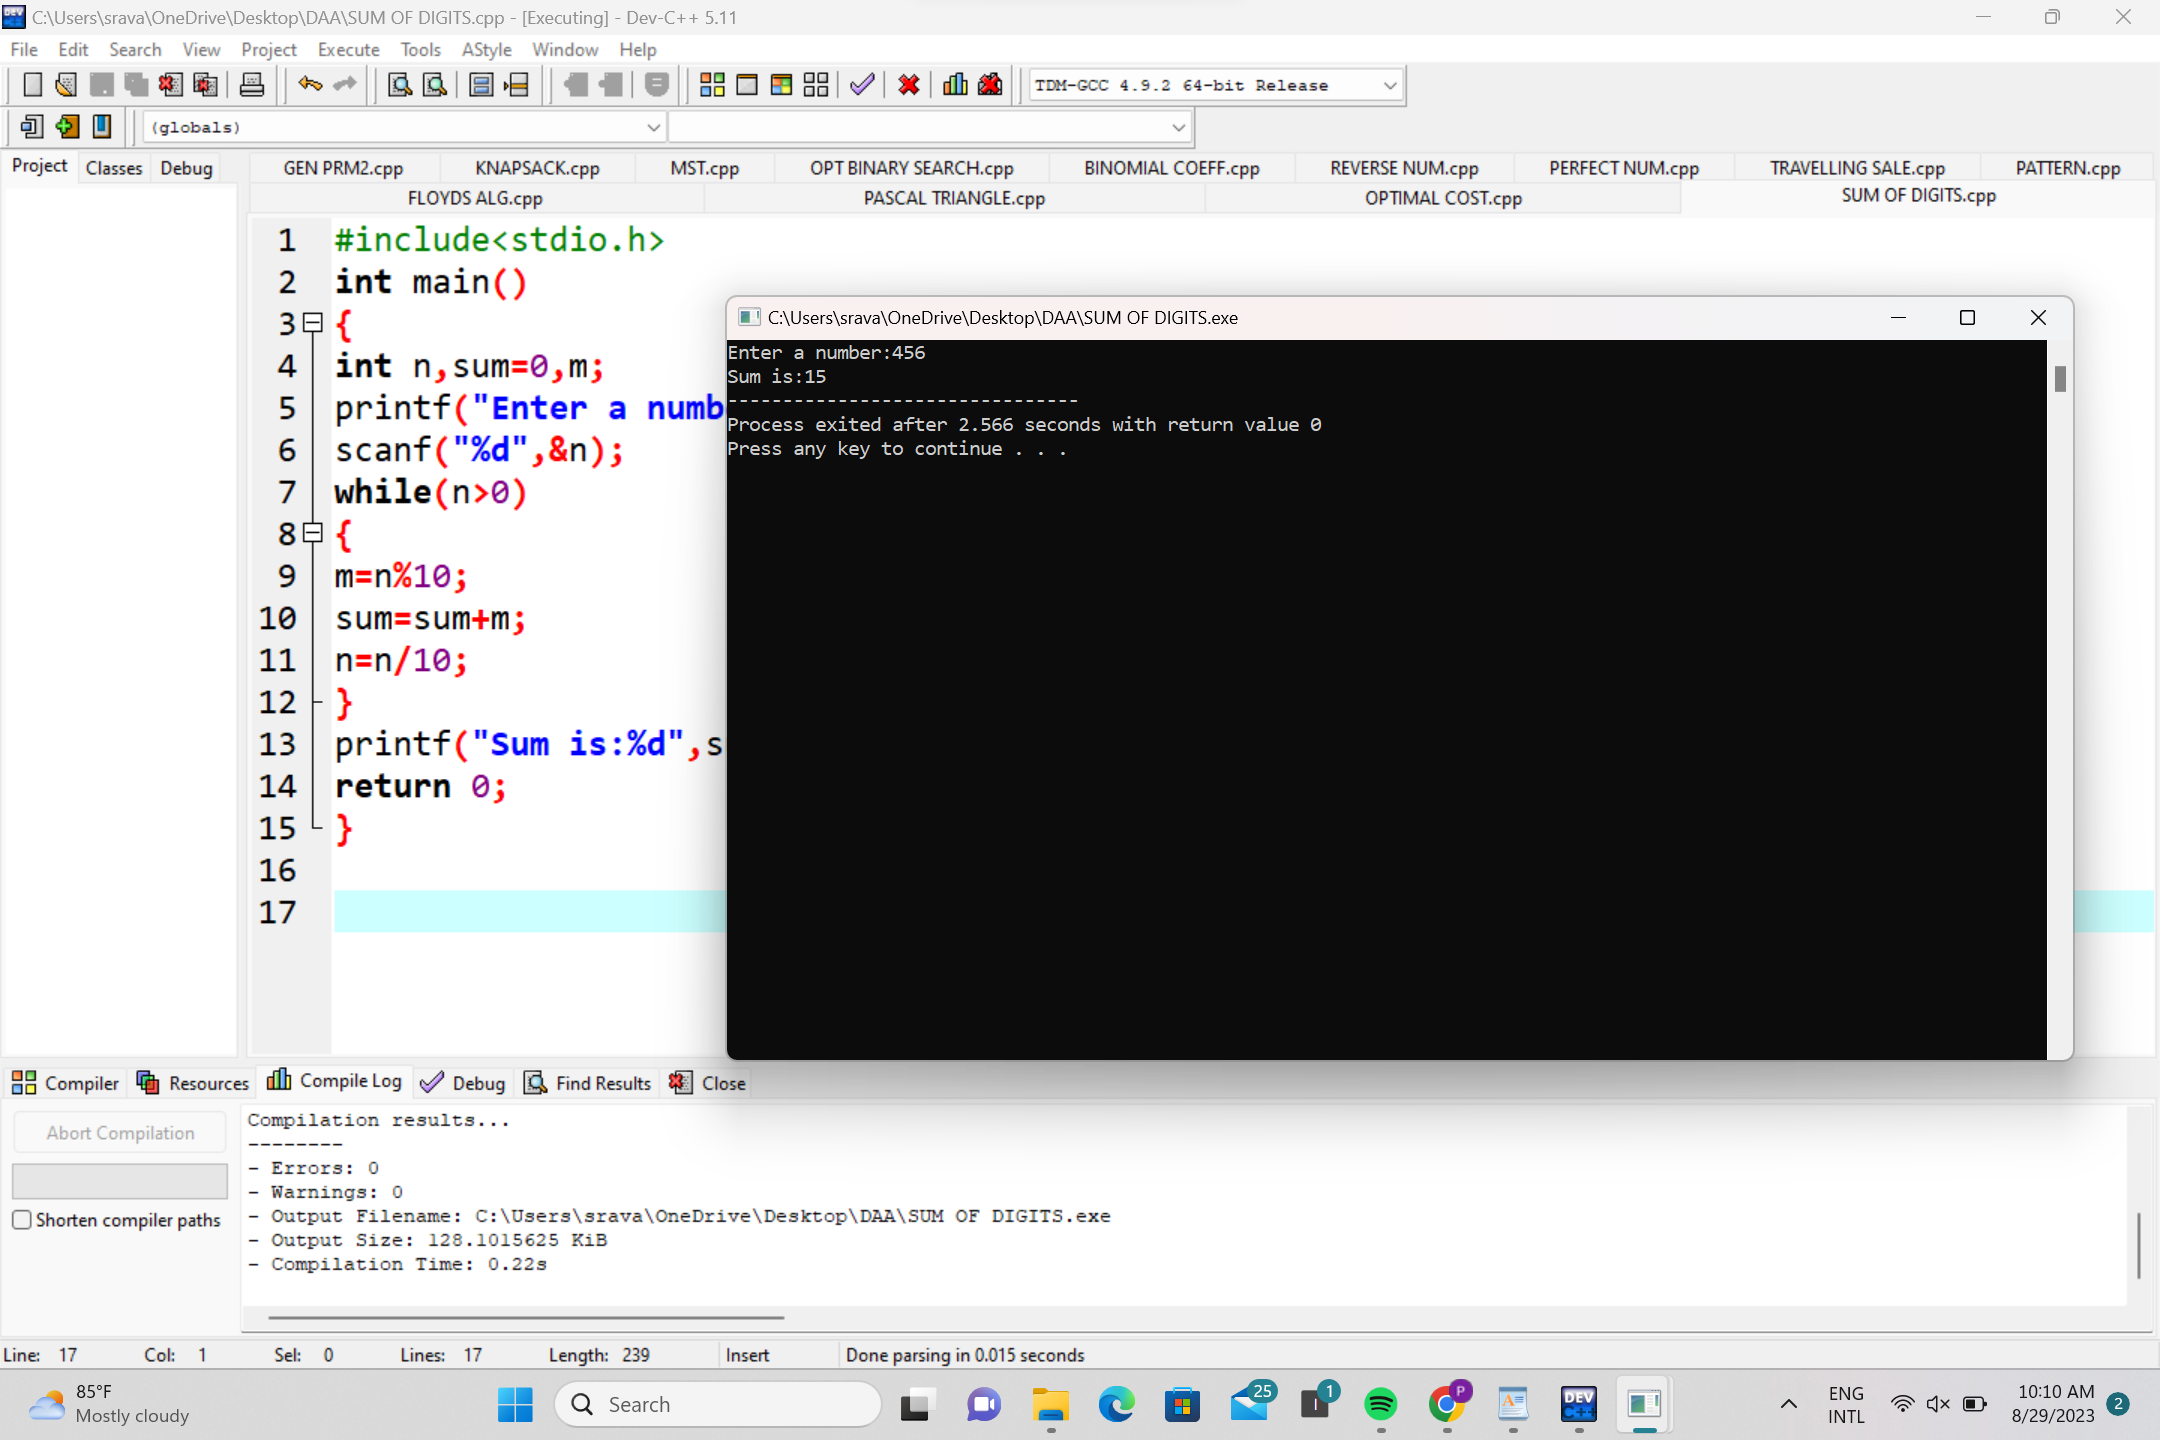 C:\Users\srava\OneDrive\Desktop\DAA\SUM OF DIGITS.cpp - [Executing] - Dev-C++ 5.11
File Edit Search View Project Execute Tools AStyle Window Help
TDM-GCC 4.9.2 64-bit Release
(globals)
Project Classes Debug
GEN PRM2.cpp KNAPSACK.cpp MST.cpp OPT BINARY SEARCH.cpp BINOMIAL COEFF.cpp REVERSE NUM.cpp PERFECT NUM.cpp TRAVELLING SALE.cpp PATTERN.cpp
FLOYDS ALG.cpp PASCAL TRIANGLE.cpp OPTIMAL COST.cpp SUM OF DIGITS.cpp
1 #include<stdio.h>
2 int main()
3 {
4 int n,sum=0,m;
5 printf("Enter a numb
6 scanf("%d",&n);
7 while(n>0)
8 {
9 m=n%10;
10 sum=sum+m;
11 n=n/10;
12 }
13 printf("Sum is:%d",s
14 return 0;
15 }
16
17
C:\Users\srava\OneDrive\Desktop\DAA\SUM OF DIGITS.exe
Enter a number:456
Sum is:15
--------------------------------
Process exited after 2.566 seconds with return value 0
Press any key to continue . . .
Compiler Resources Compile Log Debug Find Results Close
Abort Compilation
Shorten compiler paths
Compilation results...
--------
- Errors: 0
- Warnings: 0
- Output Filename: C:\Users\srava\OneDrive\Desktop\DAA\SUM OF DIGITS.exe
- Output Size: 128.1015625 KiB
- Compilation Time: 0.22s
Line: 17 Col: 1 Sel: 0 Lines: 17 Length: 239 Insert Done parsing in 0.015 seconds
85°F
Mostly cloudy
Search
25
1
P
DEV
C++
ENG
INTL
10:10 AM
8/29/2023
2